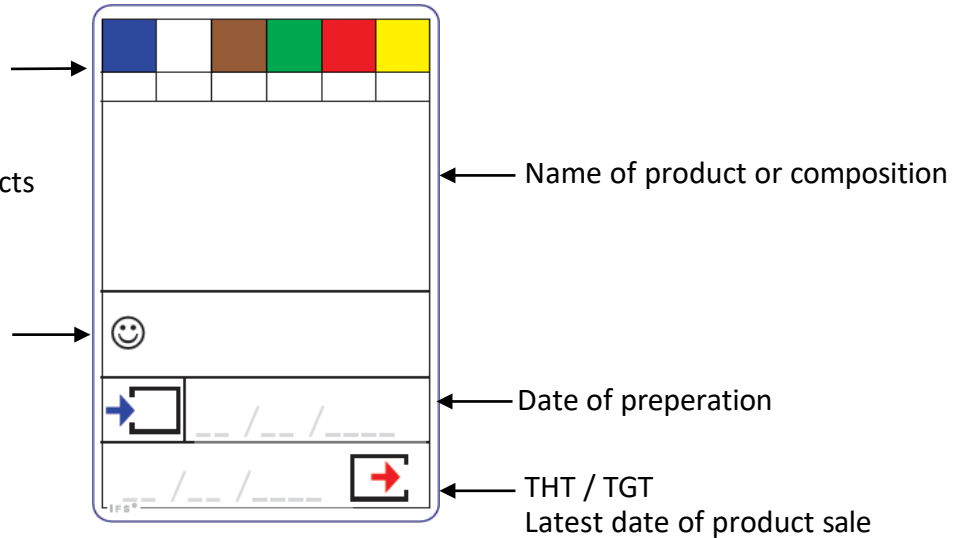 cts
Name of product or composition
Date of preperation
THT / TGT
Latest date of product sale
IFS®